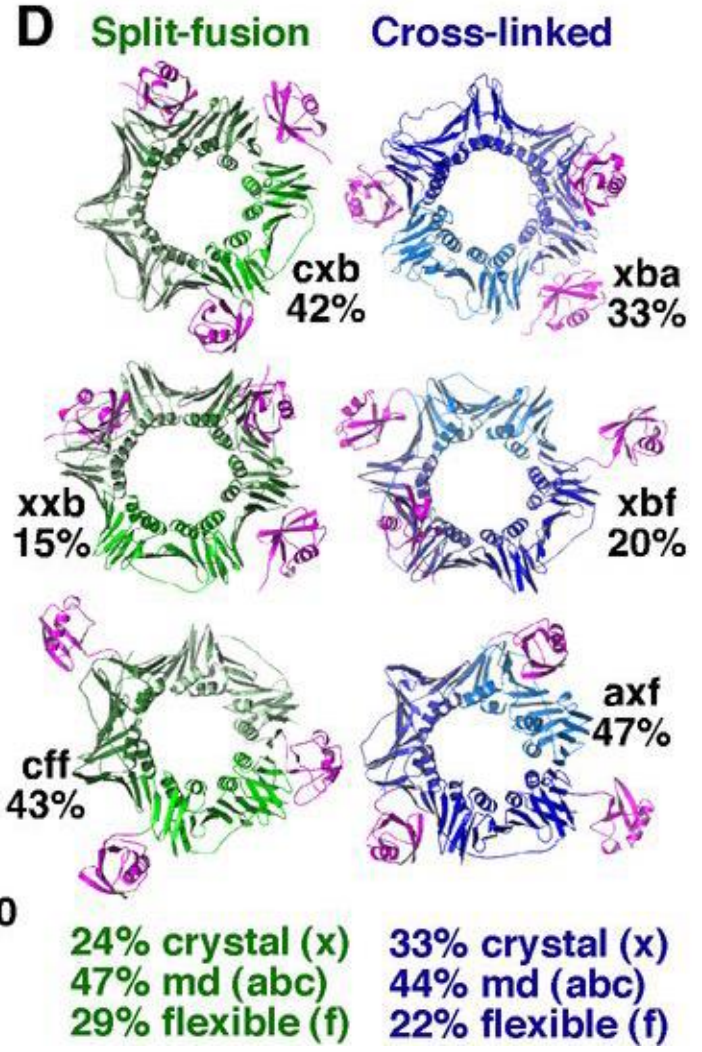 D
Split-fusion
Cross-linked
cxb
42%
xba
33%
xxb
15%
xbf
20%
cff
43%
axf
47%
0
24% crystal (x)
47% md (abc)
29% flexible (f)
33% crystal (x)
44% md (abc)
22% flexible (f)